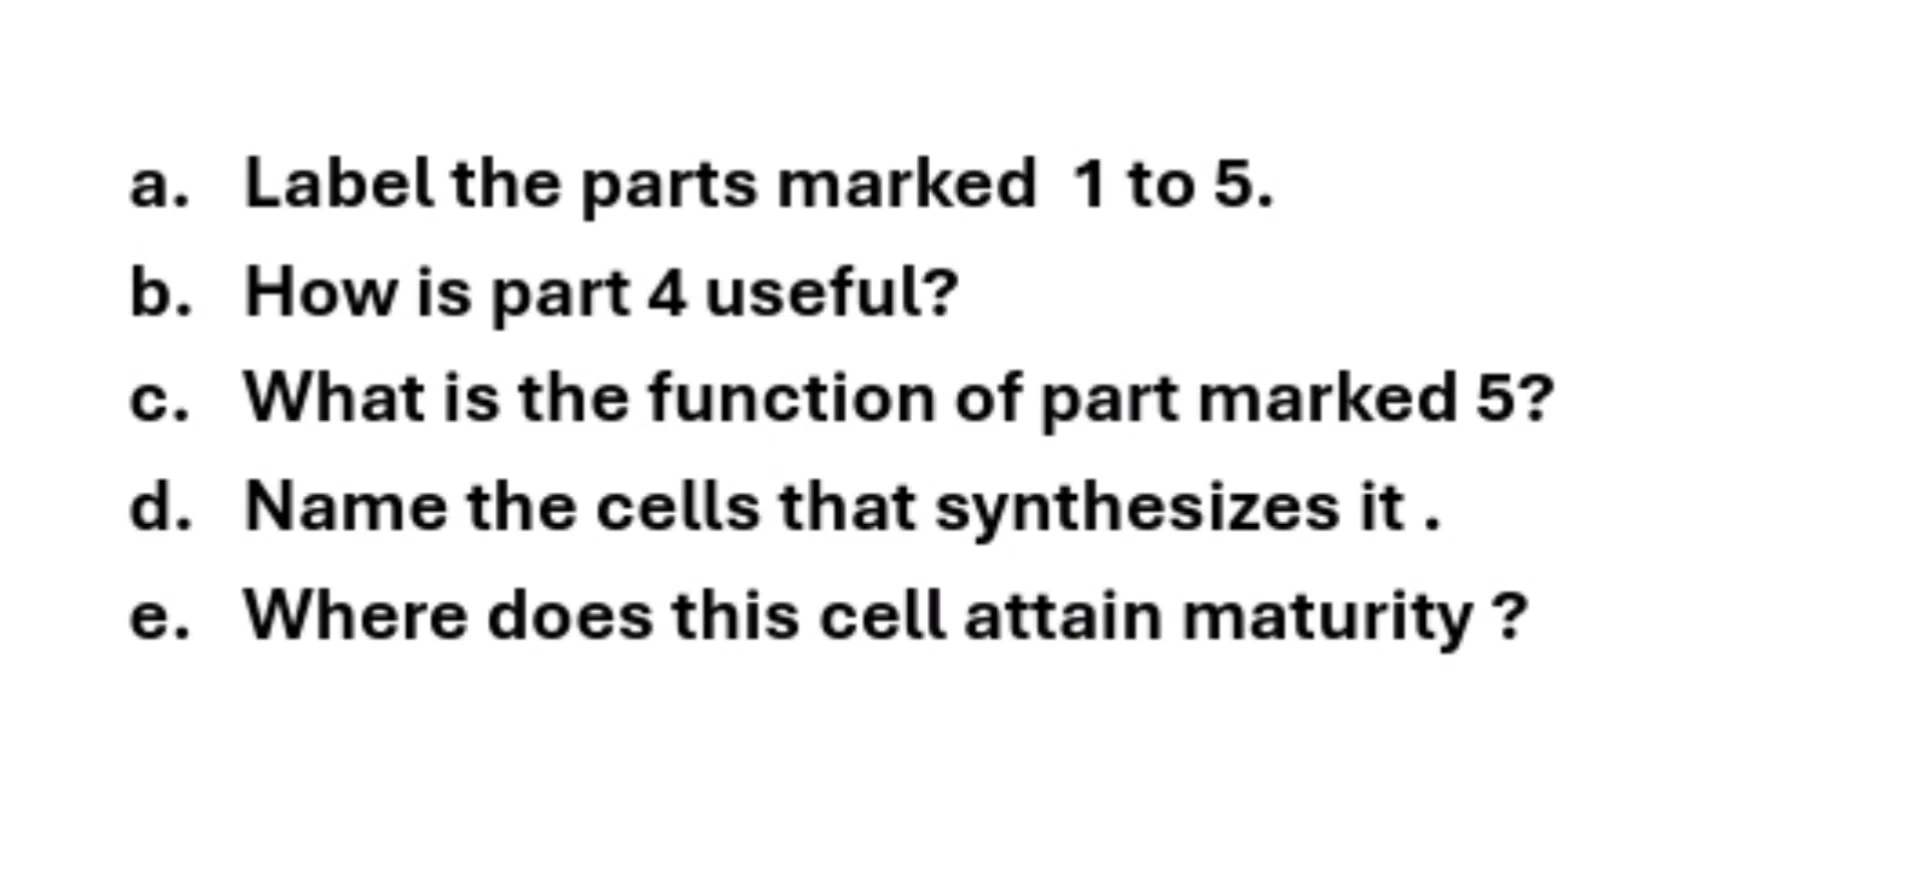 a. Label the parts marked 1 to 5.
b. How is part 4 useful?
c. What is the function of part marked 5?
d. Name the cells that synthesizes it .
e. Where does this cell attain maturity ?